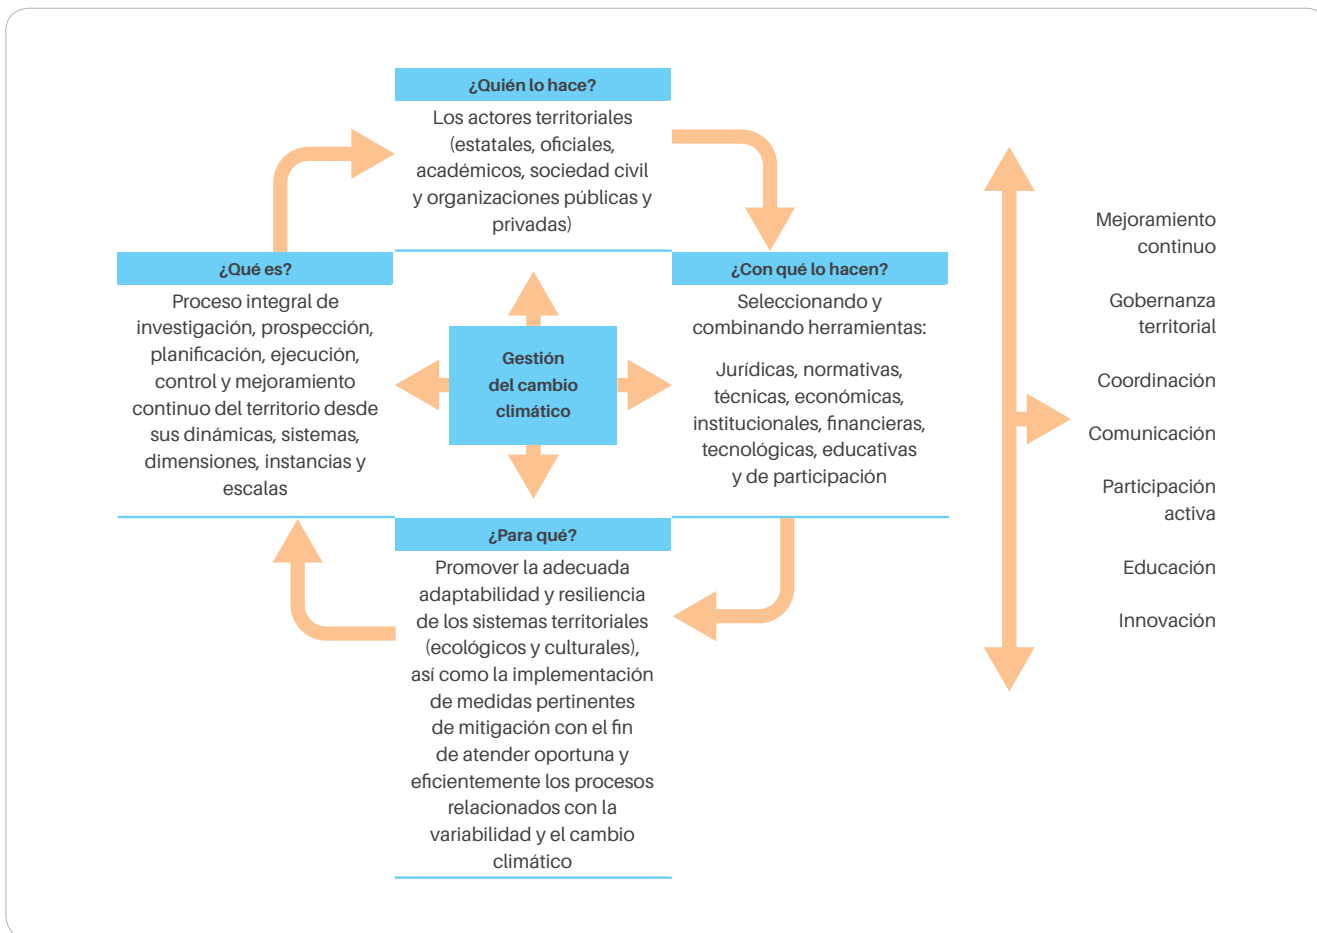 ¿Quién lo hace?
Los actores territoriales
(estatales, oficiales,
académicos, sociedad civil
y organizaciones públicas y
privadas)
¿Qué es?
Proceso integral de
investigación, prospección,
planificación, ejecución,
control y mejoramiento
continuo del territorio desde
sus dinámicas, sistemas,
dimensiones, instancias y
escalas
Gestión
del cambio
climático
¿Con qué lo hacen?
Seleccionando y
combinando herramientas:
Jurídicas, normativas,
técnicas, económicas,
institucionales, financieras,
tecnológicas, educativas
y de participación
¿Para qué?
Promover la adecuada
adaptabilidad y resiliencia
de los sistemas territoriales
(ecológicos y culturales),
así como la implementación
de medidas pertinentes
de mitigación con el fin
de atender oportuna y
eficientemente los procesos
relacionados con la
variabilidad y el cambio
climático
Mejoramiento
continuo
Gobernanza
territorial
Coordinación
Comunicación
Participación
activa
Educación
Innovación